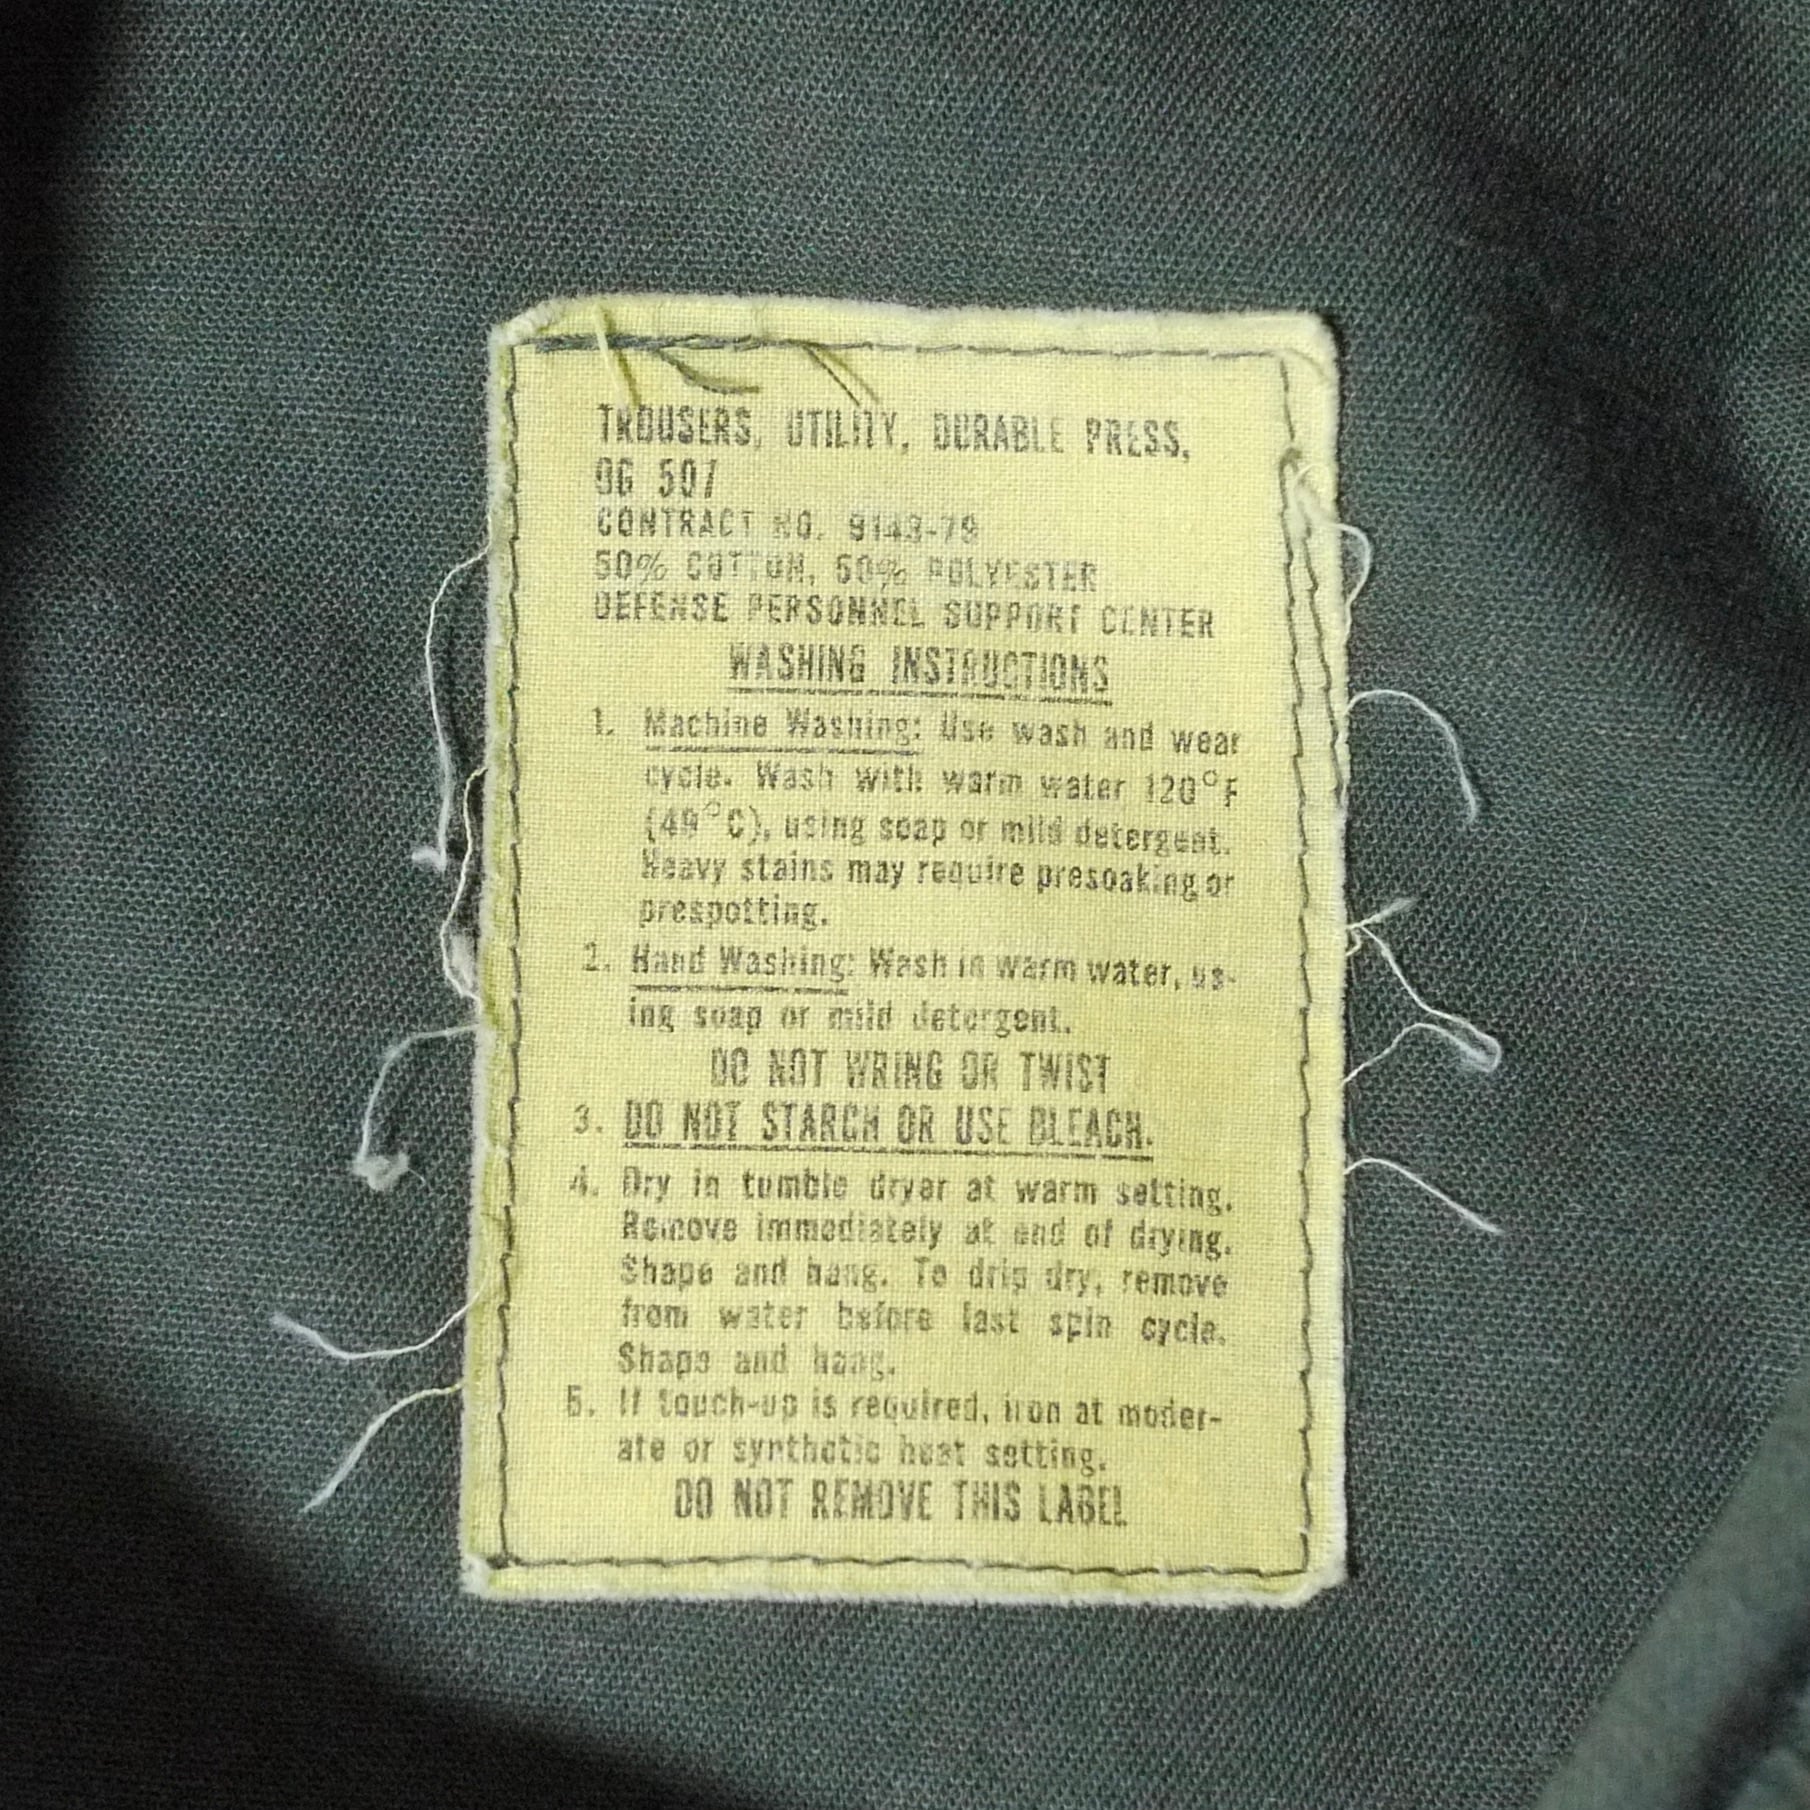 TROUSERS, UTILITY, DURABLE PRESS,
OG 507
CONTRACT NO. 9143-79
50% COTTON, 50% POLYESTER
DEFENSE PERSONNEL SUPPORT CENTER
WASHING INSTRUCTIONS
1. Machine Washing: Use wash and wear
cycle. Wash with warm water 120°F
(49°C), using soap or mild detergent.
Heavy stains may require presoaking or
prespotting.
2. Hand Washing: Wash in warm water, us-
ing soap or mild detergent.
DO NOT WRING OR TWIST
3. DO NOT STARCH OR USE BLEACH.
4. Dry in tumble dryer at warm setting.
Remove immediately at end of drying.
Shape and hang. To drip dry, remove
from water before last spin cycle.
Shape and hang.
5. If touch-up is required, iron at moder-
ate or synthetic heat setting.
DO NOT REMOVE THIS LABEL